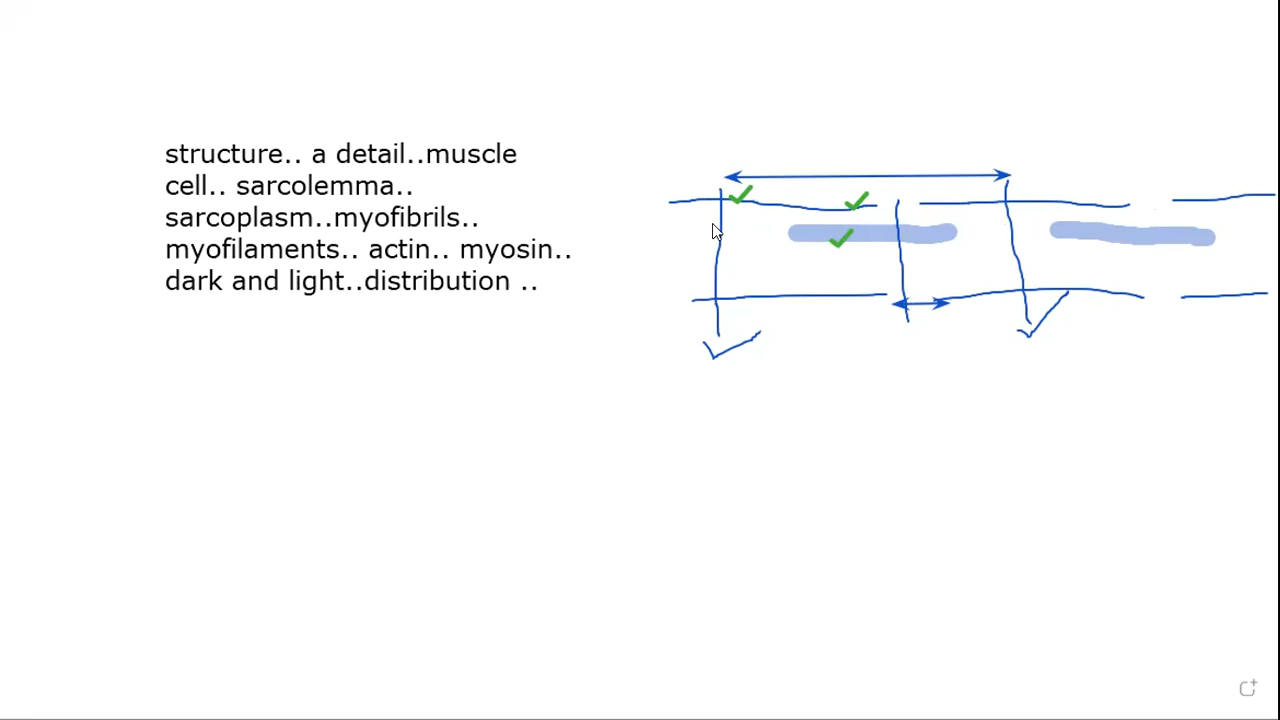 structure.. a detail..muscle
cell.. sarcolemma..
sarcoplasm..myofibrils..
myofilaments.. actin.. myosin..
dark and light..distribution ..